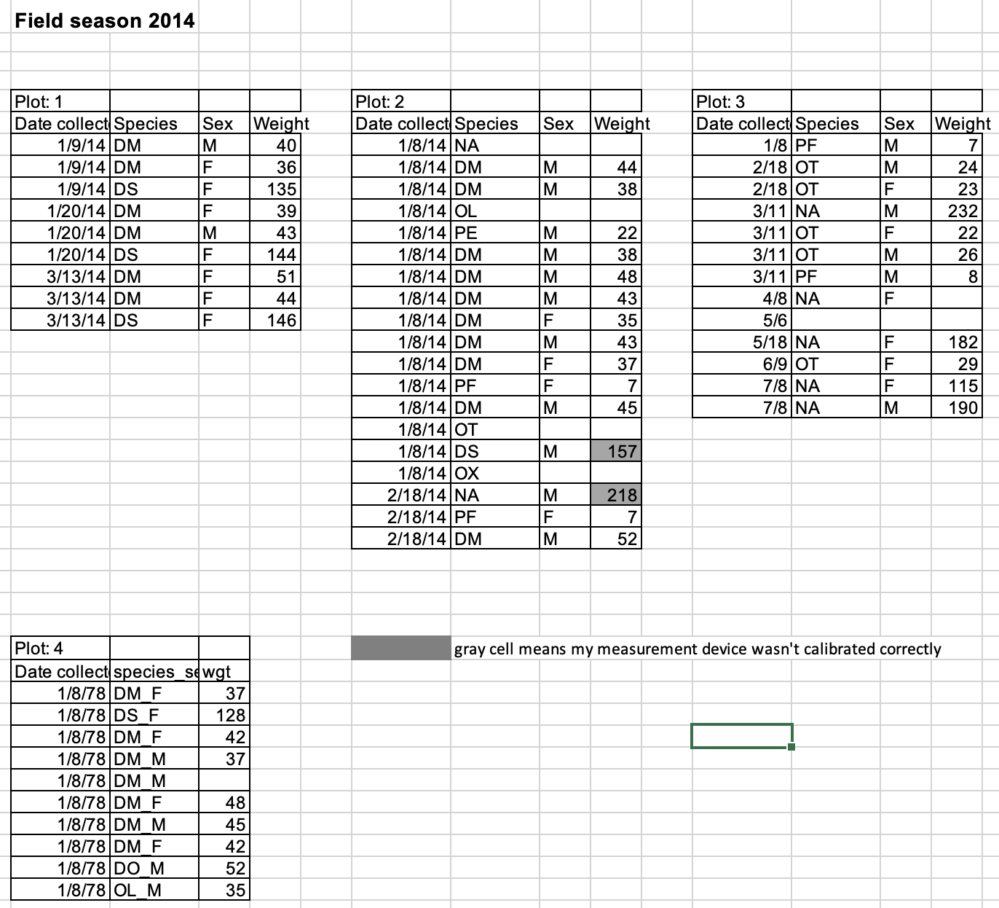 Field season 2014
Plot: 1
Date collect Species Sex Weight
1/9/14 DM M 40
1/9/14 DM F 36
1/9/14 DS F 135
1/20/14 DM F 39
1/20/14 DM M 43
1/20/14 DS F 144
3/13/14 DM F 51
3/13/14 DM F 44
3/13/14 DS F 146
Plot: 2
Date collect Species Sex Weight
1/8/14 NA
1/8/14 DM M 44
1/8/14 DM M 38
1/8/14 OL
1/8/14 PE M 22
1/8/14 DM M 38
1/8/14 DM M 48
1/8/14 DM M 43
1/8/14 DM F 35
1/8/14 DM M 43
1/8/14 DM F 37
1/8/14 PF F 7
1/8/14 DM M 45
1/8/14 OT
1/8/14 DS M 157
1/8/14 OX
2/18/14 NA M 218
2/18/14 PF F 7
2/18/14 DM M 52
Plot: 3
Date collect Species Sex Weight
1/8 PF M 7
2/18 OT M 24
2/18 OT F 23
3/11 NA M 232
3/11 OT F 22
3/11 OT M 26
3/11 PF M 8
4/8 NA F
5/6
5/18 NA F 182
6/9 OT F 29
7/8 NA F 115
7/8 NA M 190
Plot: 4
Date collect species_se wgt
1/8/78 DM_F 37
1/8/78 DS_F 128
1/8/78 DM_F 42
1/8/78 DM_M 37
1/8/78 DM_M
1/8/78 DM_F 48
1/8/78 DM_M 45
1/8/78 DM_F 42
1/8/78 DO_M 52
1/8/78 OL_M 35
gray cell means my measurement device wasn't calibrated correctly